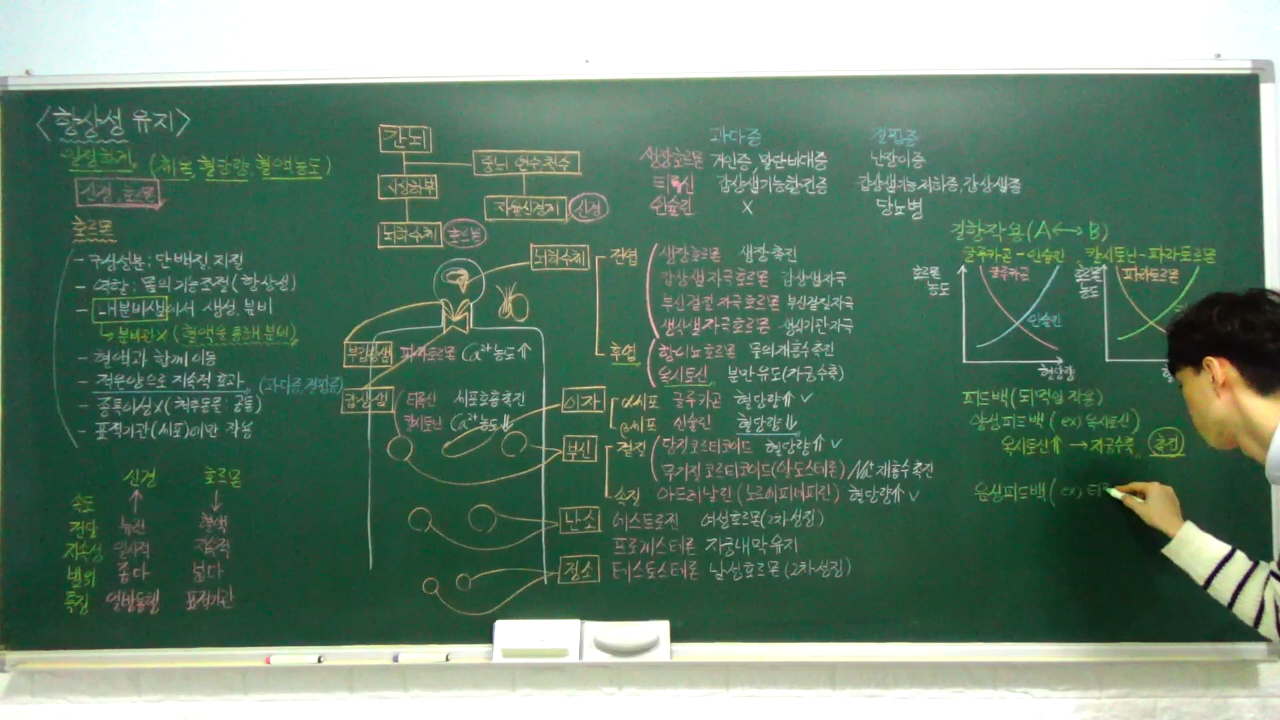 <항상성 유지>
일정하게 (체온, 혈당량, 혈액농도)
신경, 호르몬
호르몬
- 구성성분 : 단백질, 지질
- 역할 : 몸의 기능조절 (항상성)
- 내분비샘에서 생성, 분비
↳ 분비관X (혈액을 통해 분비)
- 혈액과 함께 이동
- 적은양으로 지속적 효과 (과다증, 결핍증)
- 종특이성X (척추동물 : 공통)
- 표적기관(세포)에만 작용
신경 호르몬
속도 ↑ ↓
전달 뉴런 혈액
지속성 일시적 지속적
범위 좁다 넓다
특징 일방통행 표적기관
간뇌
중뇌 연수 척수
시상하부
자율신경계 신경
뇌하수체 호르몬
뇌하수체
전엽 생장호르몬 생장촉진
갑상샘자극호르몬 갑상샘자극
부신겉질자극호르몬 부신겉질자극
생식샘자극호르몬 생식기관자극
후엽 항이뇨호르몬 물의재흡수촉진
옥시토신 분만유도(자궁수축)
부갑상샘 파라토르몬 Ca²⁺농도⇑
갑상샘 티록신 세포호흡촉진
칼시토닌 Ca²⁺농도⇓
이자 α세포 글루카곤 혈당량⇑ ✓
β세포 인슐린 혈당량⇓
부신 겉질 당질코르티코이드 혈당량⇑ ✓
무기질코르티코이드(알도스테론) Na⁺재흡수촉진
속질 아드레날린 (노르에피네피린) 혈당량⇑ ✓
난소 에스트로젠 여성호르몬(2차성징)
프로게스테론 자궁내막유지
정소 테스토스테론 남성호르몬(2차성징)
과다증 결핍증
생장호르몬 거인증, 말단비대증 난쟁이증
티록신 갑상샘기능항진증 갑상샘기능저하증, 갑상샘종
인슐린 X 당뇨병
길항작용(A↔B)
글루카곤-인슐린 칼시토닌-파라토르몬
호르몬 농도 글루카곤 인슐린 혈당량
호르몬 농도 파라토르몬
피드백 (되먹임 작용)
양성피드백 (ex) 옥시토신)
옥시토신⇑ → 자궁수축 촉진
음성피드백 (ex) 티